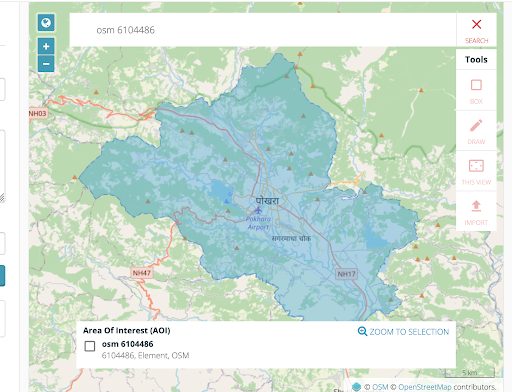 osm 6104486
SEARCH
Tools
BOX
DRAW
THIS VIEW
IMPORT
+
−
NH03
पोखरा
Pokhara
Airport
सगरमाथा चोक
NH47
NH17
Area Of Interest (AOI)
ZOOM TO SELECTION
osm 6104486
6104486, Element, OSM
5 km
© OSM © OpenStreetMap contributors.